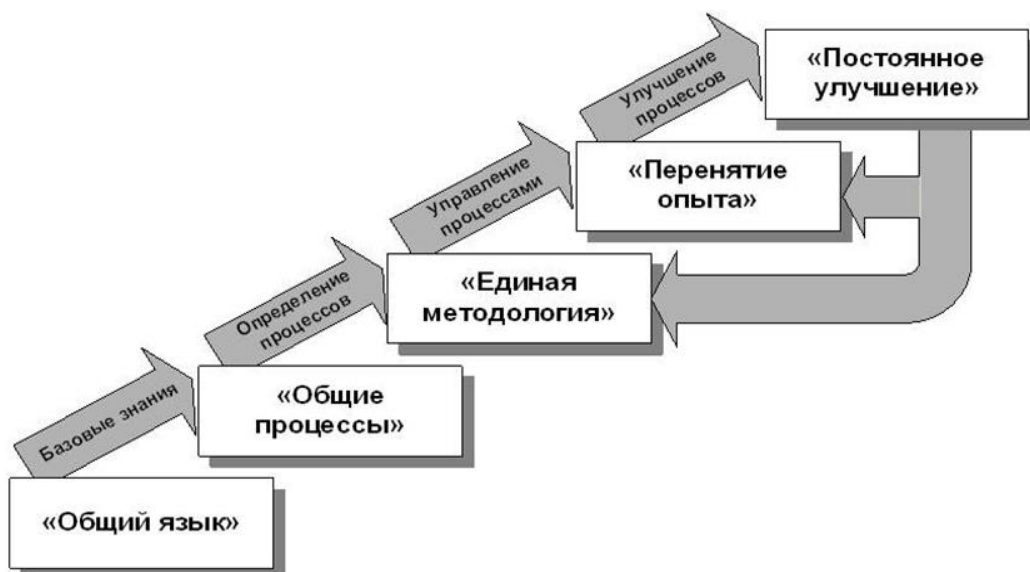 «Постоянное
улучшение»
Улучшение
процессов
«Перенятие
опыта»
Управление
процессами
«Единая
методология»
Определение
процессов
«Общие
процессы»
Базовые знания
«Общий язык»